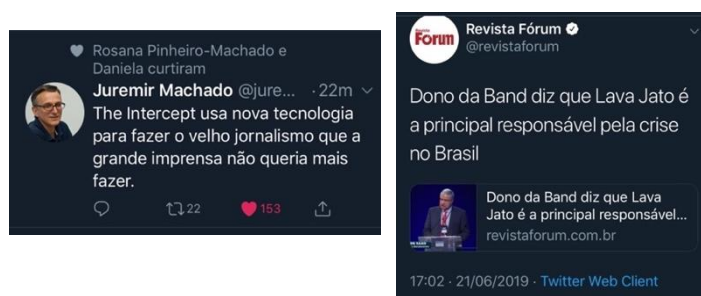 Rosana Pinheiro-Machado e
Daniela curtiram
Juremir Machado @jure... · 22m
The Intercept usa nova tecnologia
para fazer o velho jornalismo que a
grande imprensa não queria mais
fazer.
22 153
Revista Fórum
@revistaforum
Fórum
Dono da Band diz que Lava Jato é
a principal responsável pela crise
no Brasil
Dono da Band diz que Lava
Jato é a principal responsável...
revistaforum.com.br
17:02 · 21/06/2019 · Twitter Web Client